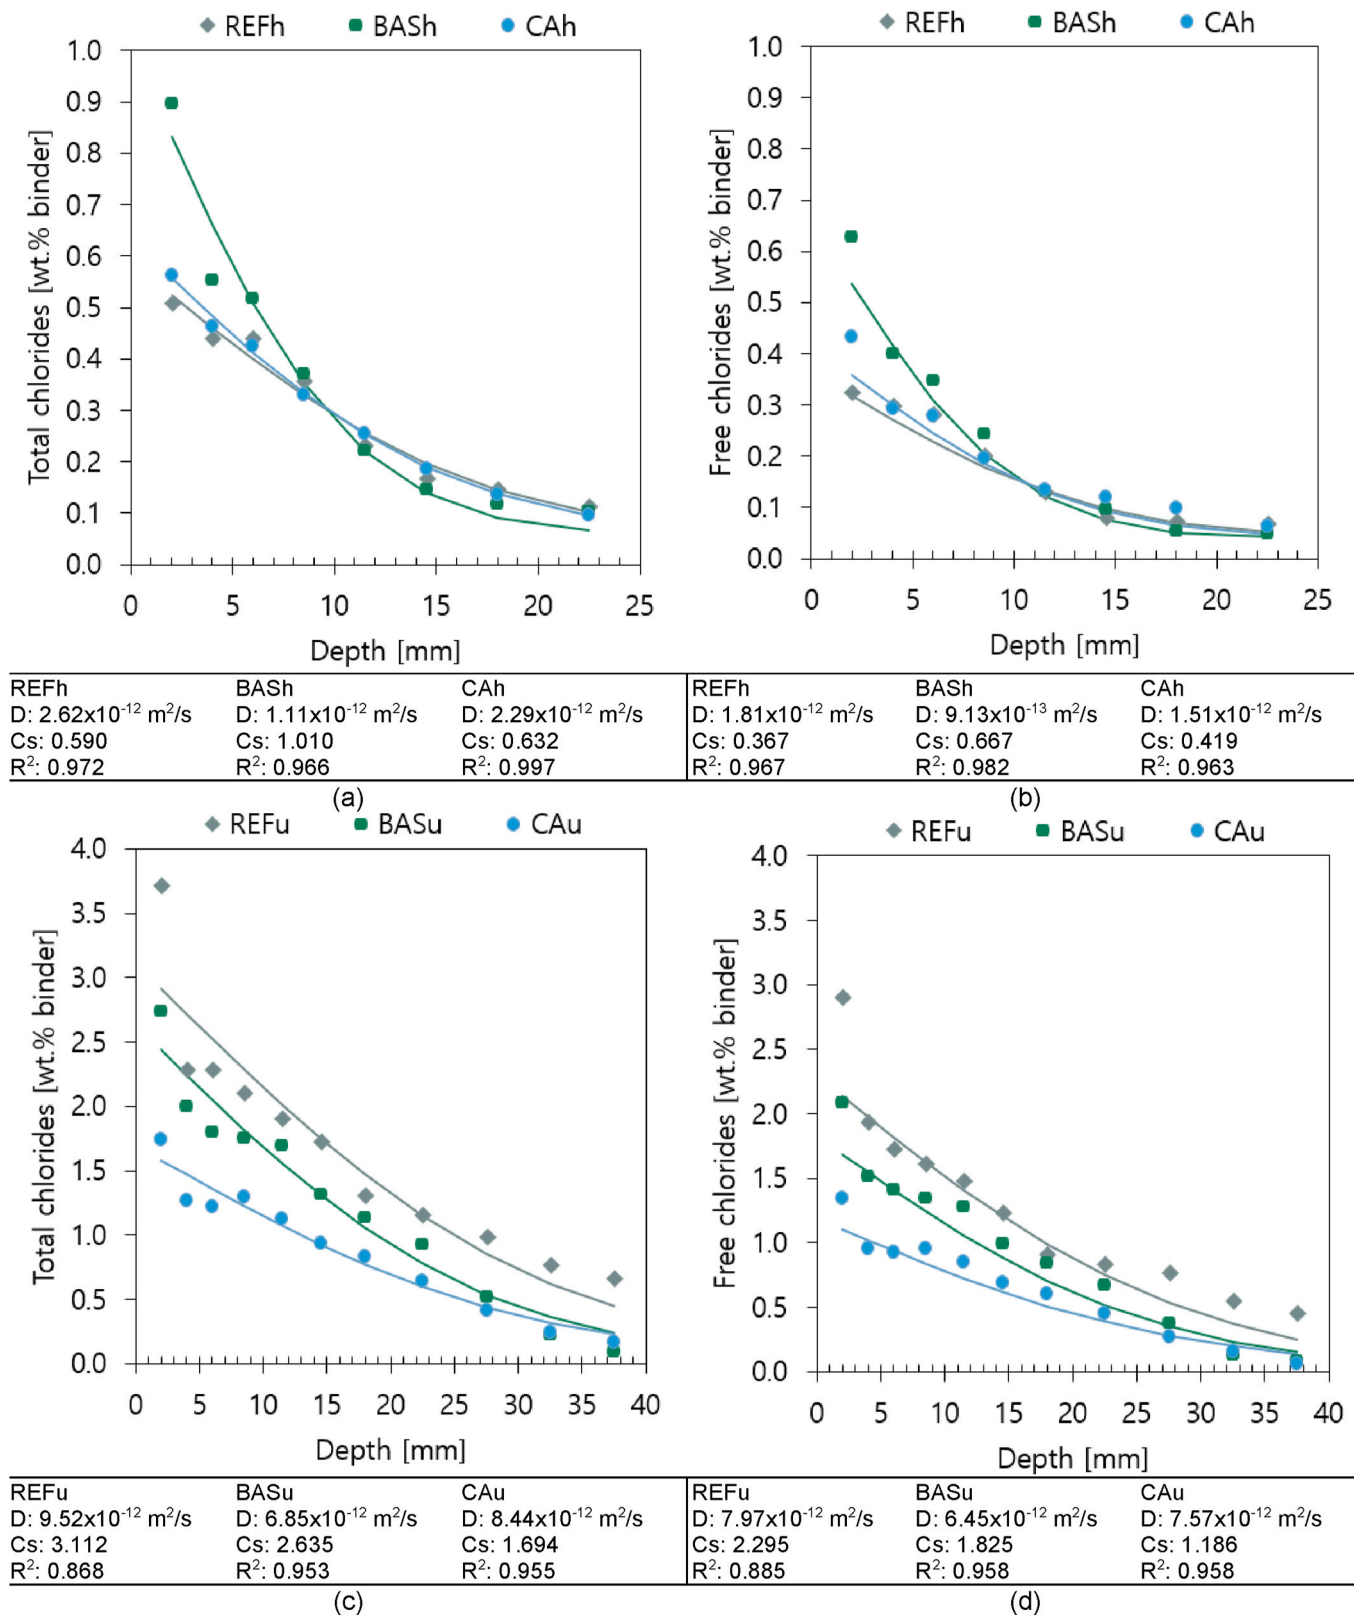 REFh BASh CAh
1.0
0.9
0.8
0.7
0.6
0.5
0.4
0.3
0.2
0.1
0.0
Total chlorides [wt.% binder]
0 5 10 15 20 25
Depth [mm]
REFh BASh CAh
1.0
0.9
0.8
0.7
0.6
0.5
0.4
0.3
0.2
0.1
0.0
Free chlorides [wt.% binder]
0 5 10 15 20 25
Depth [mm]
REFh BASh CAh
D: 2.62x10⁻¹² m²/s D: 1.11x10⁻¹² m²/s D: 2.29x10⁻¹² m²/s
Cs: 0.590 Cs: 1.010 Cs: 0.632
R²: 0.972 R²: 0.966 R²: 0.997
(a)
REFh BASh CAh
D: 1.81x10⁻¹² m²/s D: 9.13x10⁻¹³ m²/s D: 1.51x10⁻¹² m²/s
Cs: 0.367 Cs: 0.667 Cs: 0.419
R²: 0.967 R²: 0.982 R²: 0.963
(b)
REFu BASu CAu
4.0
3.5
3.0
2.5
2.0
1.5
1.0
0.5
0.0
Total chlorides [wt.% binder]
0 5 10 15 20 25 30 35 40
Depth [mm]
REFu BASu CAu
4.0
3.5
3.0
2.5
2.0
1.5
1.0
0.5
0.0
Free chlorides [wt.% binder]
0 5 10 15 20 25 30 35 40
Depth [mm]
REFu BASu CAu
D: 9.52x10⁻¹² m²/s D: 6.85x10⁻¹² m²/s D: 8.44x10⁻¹² m²/s
Cs: 3.112 Cs: 2.635 Cs: 1.694
R²: 0.868 R²: 0.953 R²: 0.955
(c)
REFu BASu CAu
D: 7.97x10⁻¹² m²/s D: 6.45x10⁻¹² m²/s D: 7.57x10⁻¹² m²/s
Cs: 2.295 Cs: 1.825 Cs: 1.186
R²: 0.885 R²: 0.958 R²: 0.958
(d)